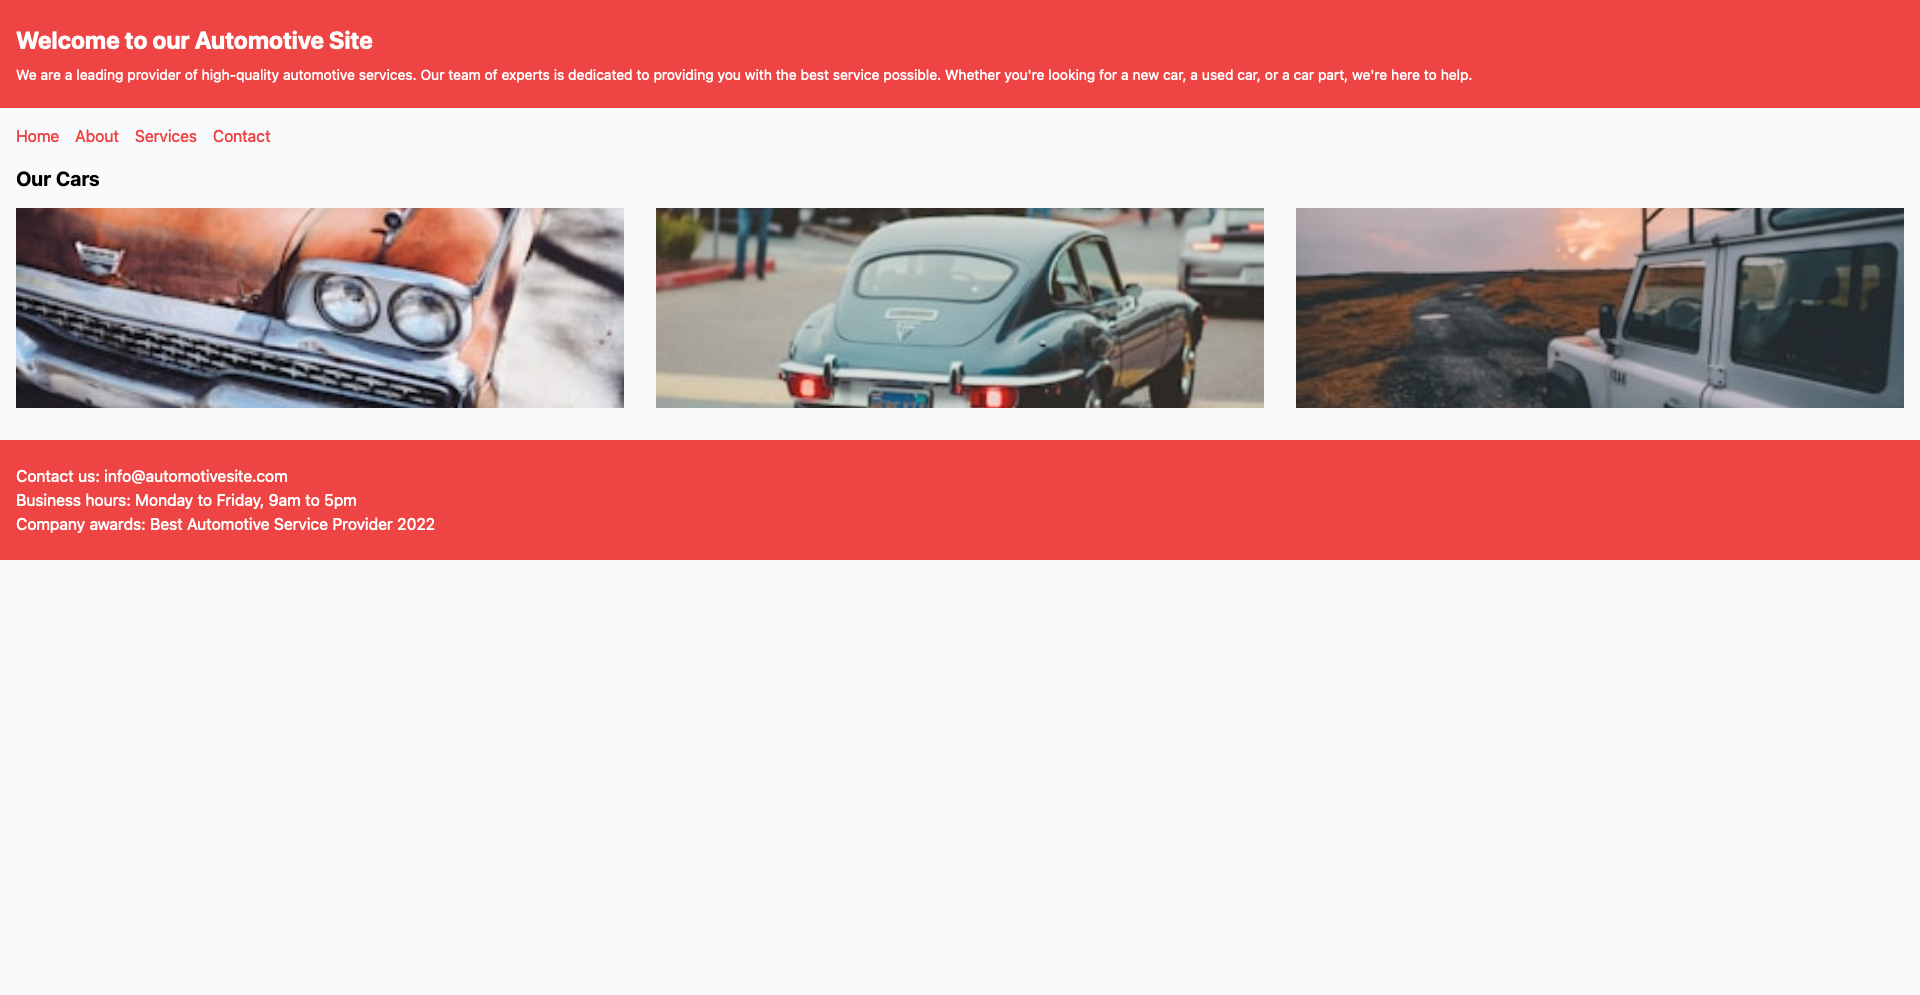 Welcome to our Automotive Site
We are a leading provider of high-quality automotive services. Our team of experts is dedicated to providing you with the best service possible. Whether you're looking for a new car, a used car, or a car part, we're here to help.
Home About Services Contact
Our Cars
Contact us: info@automotivesite.com
Business hours: Monday to Friday, 9am to 5pm
Company awards: Best Automotive Service Provider 2022